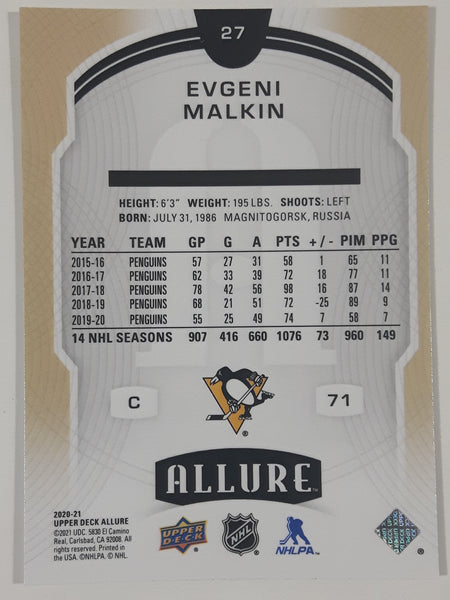 27
EVGENI
MALKIN
HEIGHT: 6'3" WEIGHT: 195 LBS. SHOOTS: LEFT
BORN: JULY 31, 1986 MAGNITOGORSK, RUSSIA
YEAR TEAM GP G A PTS +/- PIM PPG
2015-16 PENGUINS 57 27 31 58 1 65 11
2016-17 PENGUINS 62 33 39 72 18 77 11
2017-18 PENGUINS 78 42 56 98 16 87 14
2018-19 PENGUINS 68 21 51 72 -25 89 9
2019-20 PENGUINS 55 25 49 74 7 58 7
14 NHL SEASONS 907 416 660 1076 73 960 149
C 71
®
ALLURE™
2020-21
UPPER DECK ALLURE
©2021 UDC. 5830 El Camino
Real, Carlsbad, CA 92008. All
rights reserved. Printed in
the USA. ©NHLPA. © NHL.
UPPER DECK
NHL
NHLPA